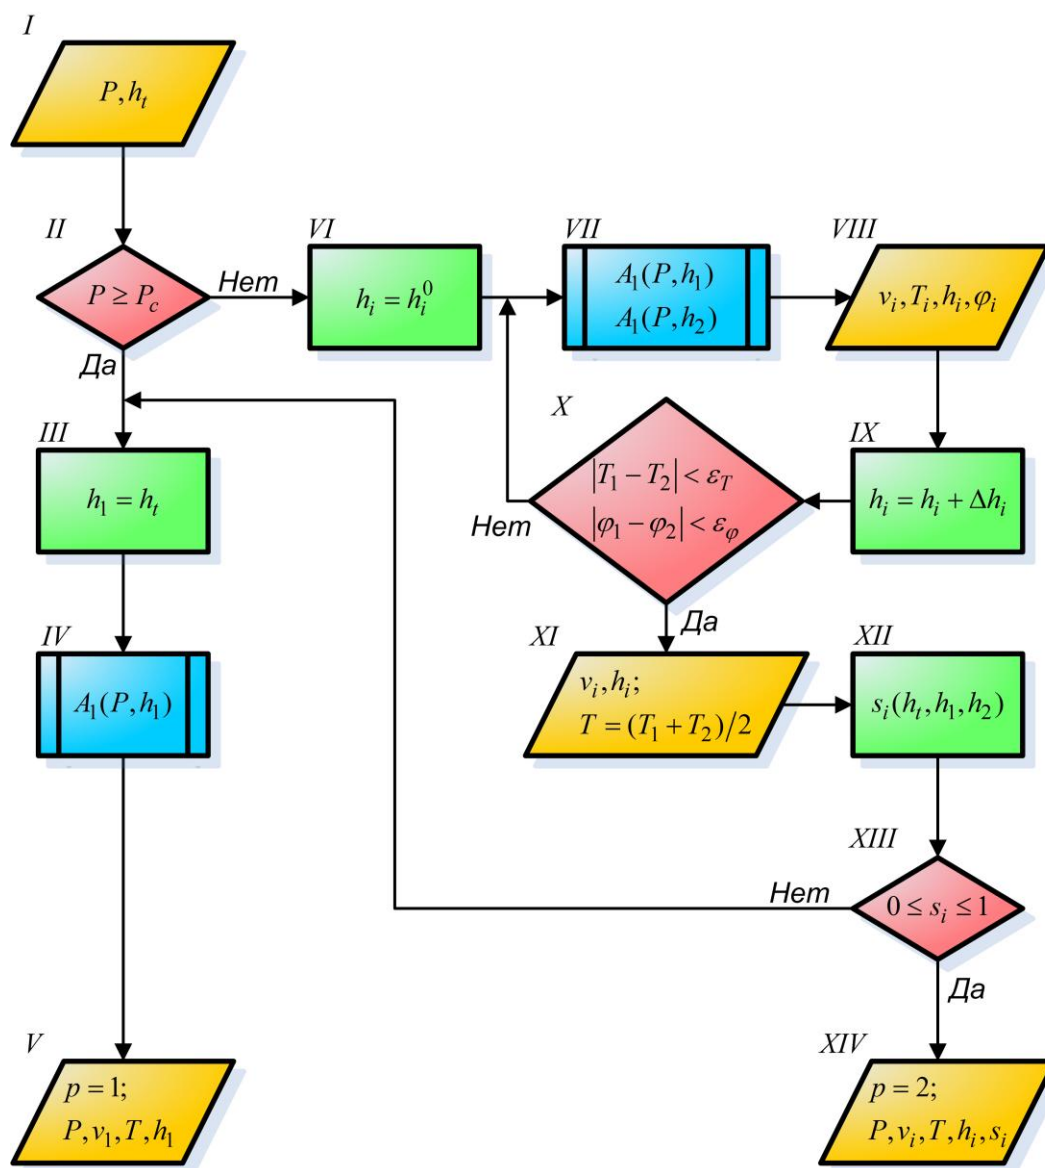 I
P, h_t
II
P ≥ P_c
Нет
Да
VI
h_i = h_i^0
VII
A_1(P, h_1)
A_1(P, h_2)
VIII
v_i, T_i, h_i, φ_i
III
h_1 = h_t
X
|T_1 − T_2| < ε_T
|φ_1 − φ_2| < ε_φ
Нет
Да
IX
h_i = h_i + Δh_i
IV
A_1(P, h_1)
XI
v_i, h_i;
T = (T_1 + T_2)/2
XII
s_i(h_t, h_1, h_2)
XIII
0 ≤ s_i ≤ 1
Нет
Да
V
p = 1;
P, v_1, T, h_1
XIV
p = 2;
P, v_i, T, h_i, s_i